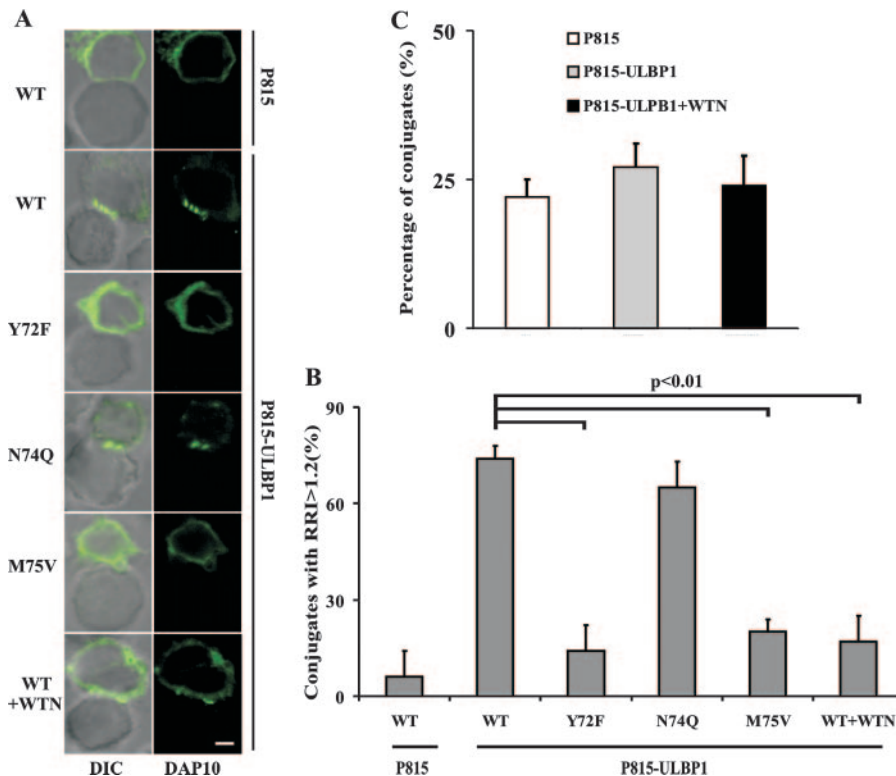 A
WT
WT
Y72F
N74Q
M75V
WT
+WTN
DIC
DAP10
P815
P815-ULBP1
C
Percentage of conjugates (%)
50
25
0
P815
P815-ULBP1
P815-ULPB1+WTN
B
p<0.01
Conjugates with RRI>1.2(%)
90
60
30
0
WT
WT
Y72F
N74Q
M75V
WT+WTN
P815
P815-ULBP1